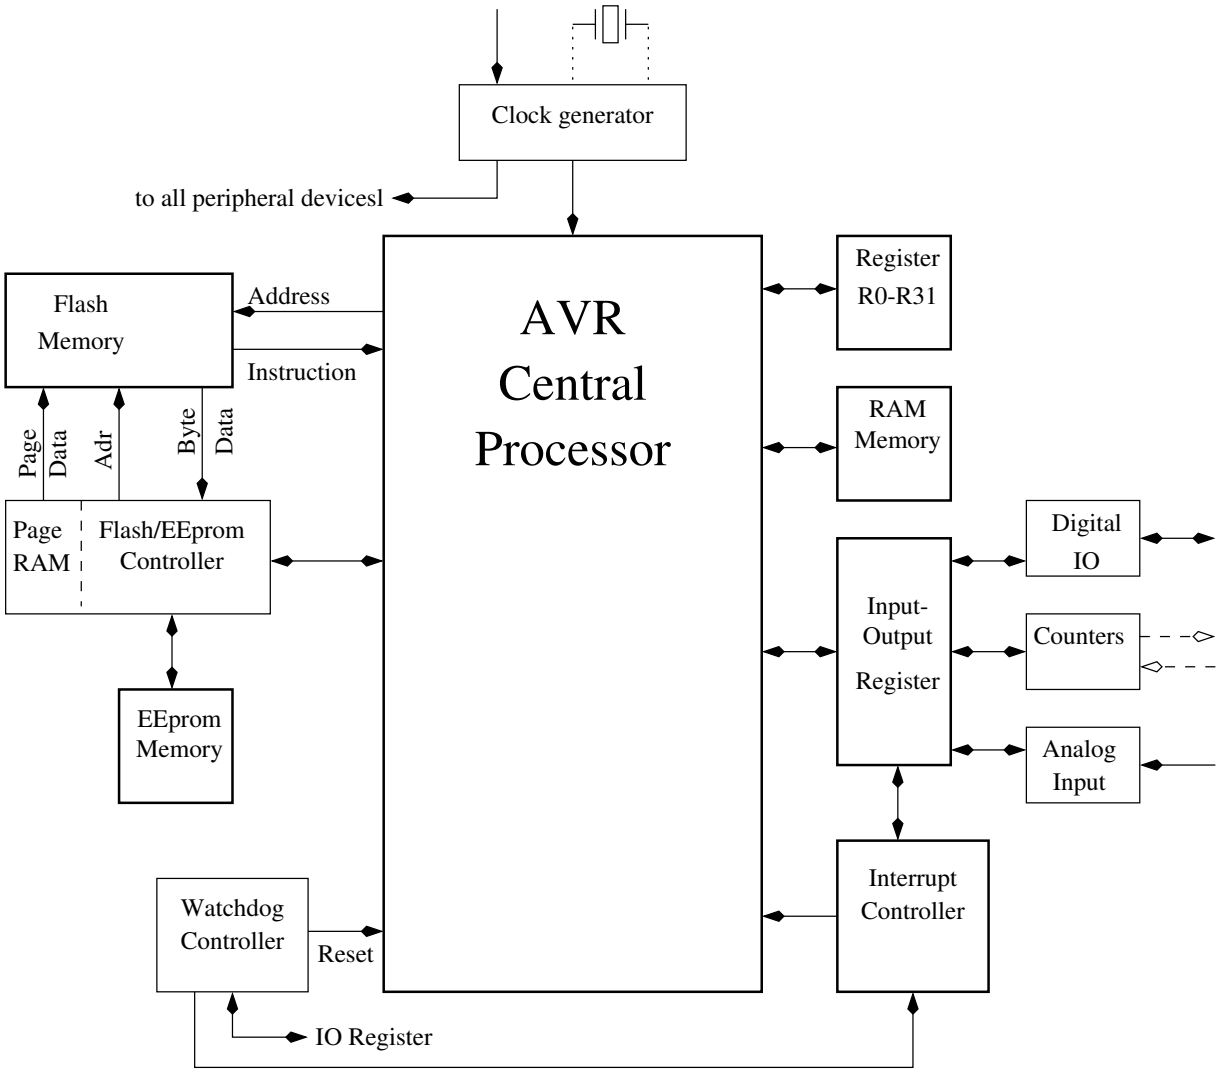 Clock generator
to all peripheral devicesl
AVR
Central
Processor
Register
R0-R31
Flash
Memory
Address
Instruction
Page
Data
Adr
Byte
Data
RAM
Memory
Page
RAM
Flash/EEprom
Controller
Digital
IO
Input-
Output
Register
Counters
EEprom
Memory
Analog
Input
Watchdog
Controller
Reset
Interrupt
Controller
IO Register